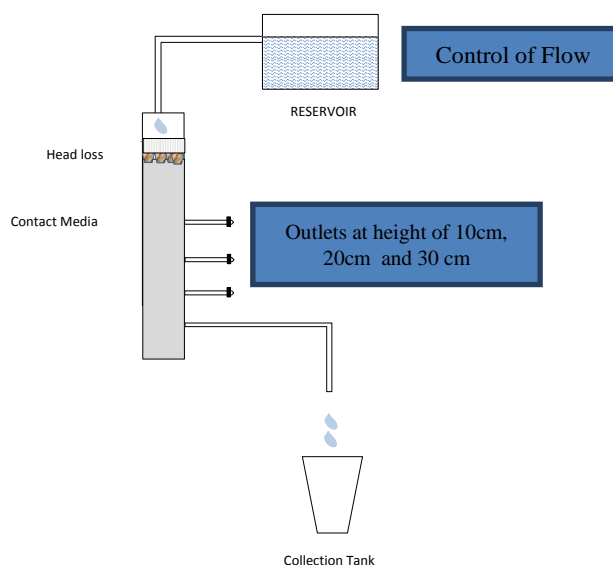 Control of Flow
RESERVOIR
Head loss
Contact Media
Outlets at height of 10cm,
20cm and 30 cm
Collection Tank